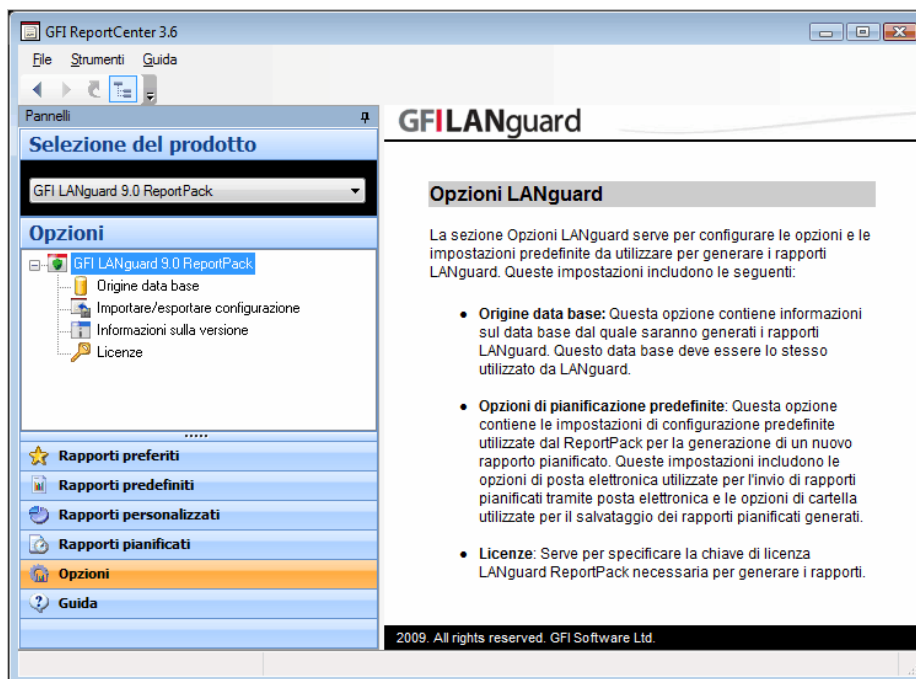 GFI ReportCenter 3.6
File Strumenti Guida
Pannelli
Selezione del prodotto
GFI LANguard 9.0 ReportPack
Opzioni
GFI LANguard 9.0 ReportPack
Origine data base
Importare/esportare configurazione
Informazioni sulla versione
Licenze
Rapporti preferiti
Rapporti predefiniti
Rapporti personalizzati
Rapporti pianificati
Opzioni
Guida
GFI LANguard
Opzioni LANguard
La sezione Opzioni LANguard serve per configurare le opzioni e le
impostazioni predefinite da utilizzare per generare i rapporti
LANguard. Queste impostazioni includono le seguenti:
● Origine data base: Questa opzione contiene informazioni
sul data base dal quale saranno generati i rapporti
LANguard. Questo data base deve essere lo stesso
utilizzato da LANguard.
● Opzioni di pianificazione predefinite: Questa opzione
contiene le impostazioni di configurazione predefinite
utilizzate dal ReportPack per la generazione di un nuovo
rapporto pianificato. Queste impostazioni includono le
opzioni di posta elettronica utilizzate per l'invio di rapporti
pianificati tramite posta elettronica e le opzioni di cartella
utilizzate per il salvataggio dei rapporti pianificati generati.
● Licenze: Serve per specificare la chiave di licenza
LANguard ReportPack necessaria per generare i rapporti.
2009. All rights reserved. GFI Software Ltd.